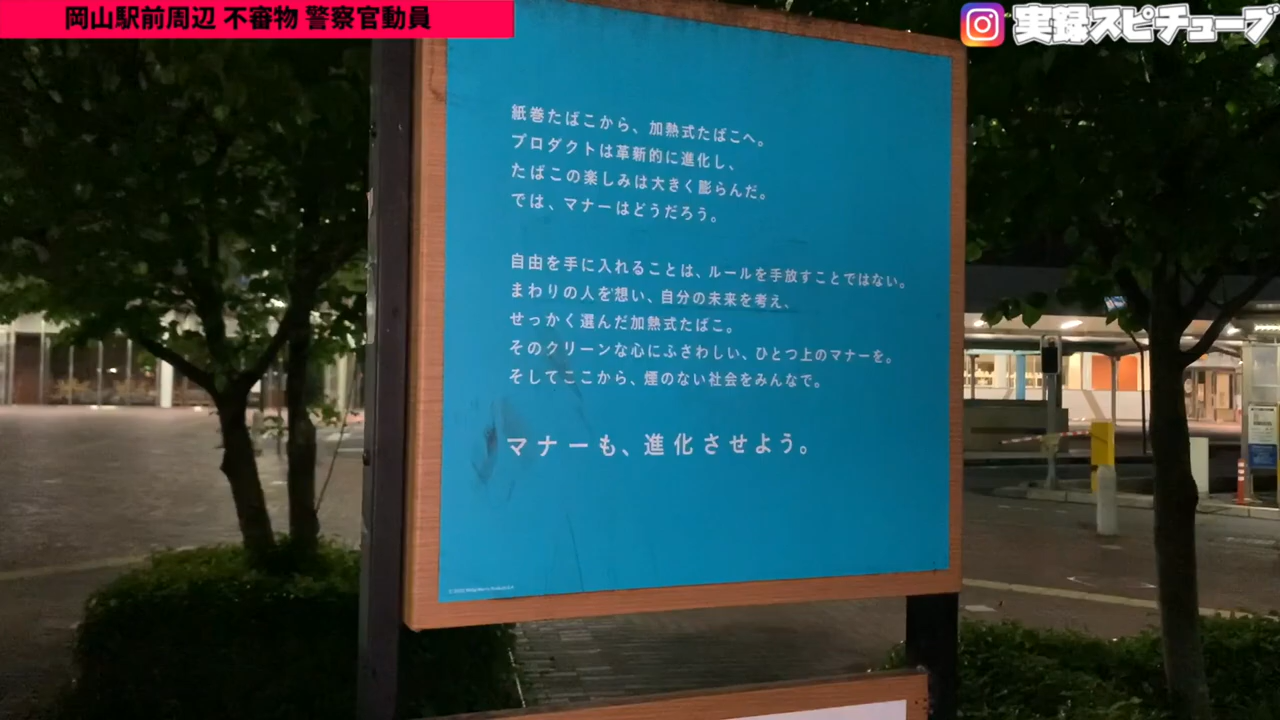 岡山駅前周辺 不審物 警察官動員
実録スピチューブ
紙巻たばこから、加熱式たばこへ。
プロダクトは革新的に進化し、
たばこの楽しみは大きく膨らんだ。
では、マナーはどうだろう。
自由を手に入れることは、ルールを手放すことではない。
まわりの人を想い、自分の未来を考え、
せっかく選んだ加熱式たばこ。
そのクリーンな心にふさわしい、ひとつ上のマナーを。
そしてここから、煙のない社会をみんなで。
マナーも、進化させよう。